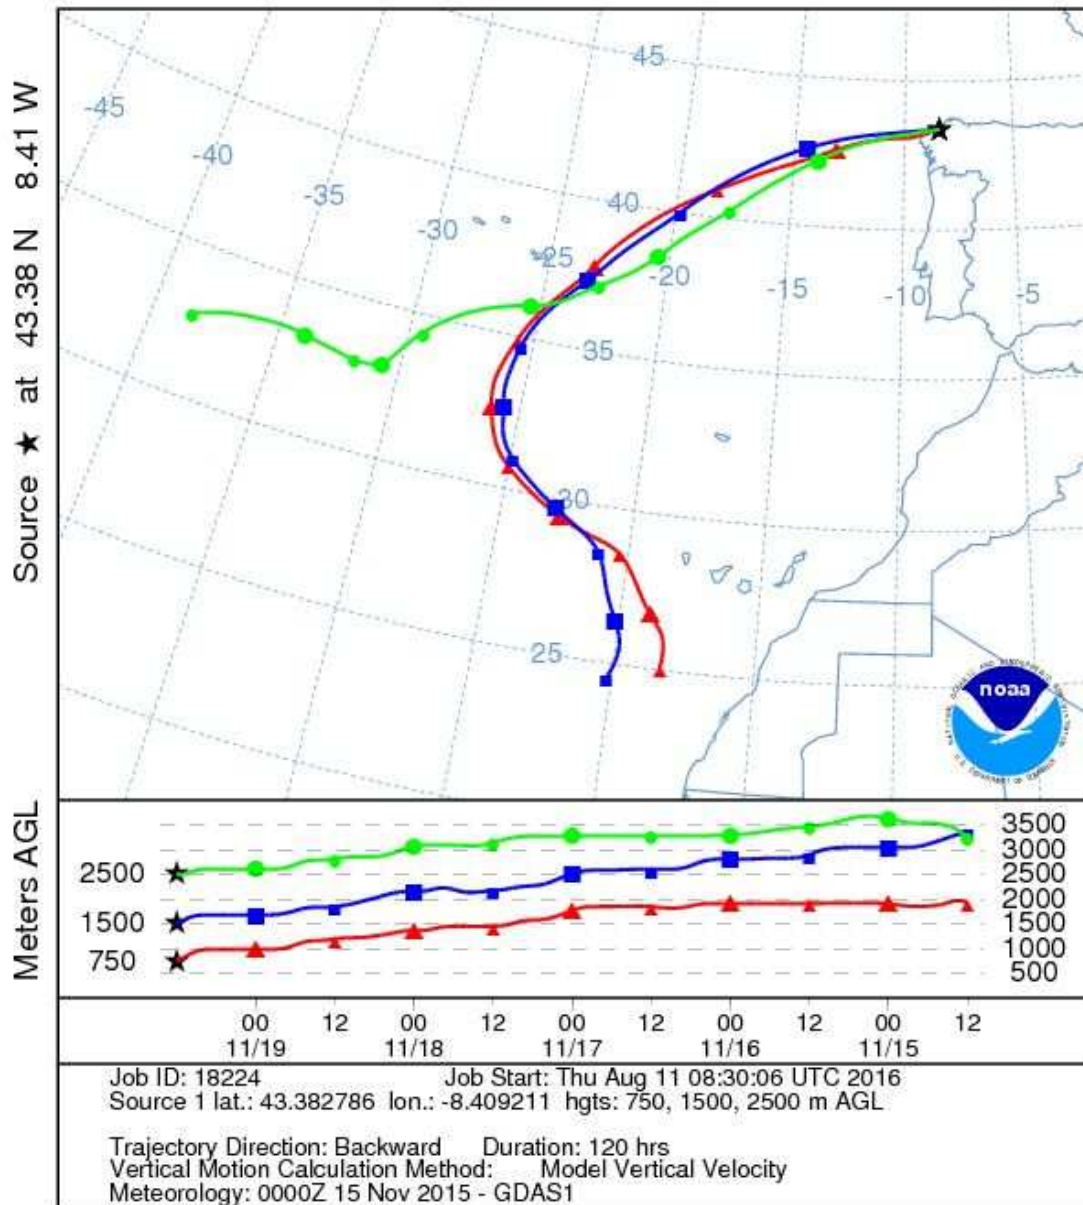 Source ★ at 43.38 N 8.41 W
45
-45
-40
-35
40
-30
-25
-20
-15
-10
-5
35
30
25
noaa
Meters AGL
3500
3000
2500
2500
2000
1500
1500
1000
750
500
00 12 00 12 00 12 00 12 00 12
11/19 11/18 11/17 11/16 11/15
Job ID: 18224 Job Start: Thu Aug 11 08:30:06 UTC 2016
Source 1 lat.: 43.382786 lon.: -8.409211 hgts: 750, 1500, 2500 m AGL
Trajectory Direction: Backward Duration: 120 hrs
Vertical Motion Calculation Method: Model Vertical Velocity
Meteorology: 0000Z 15 Nov 2015 - GDAS1